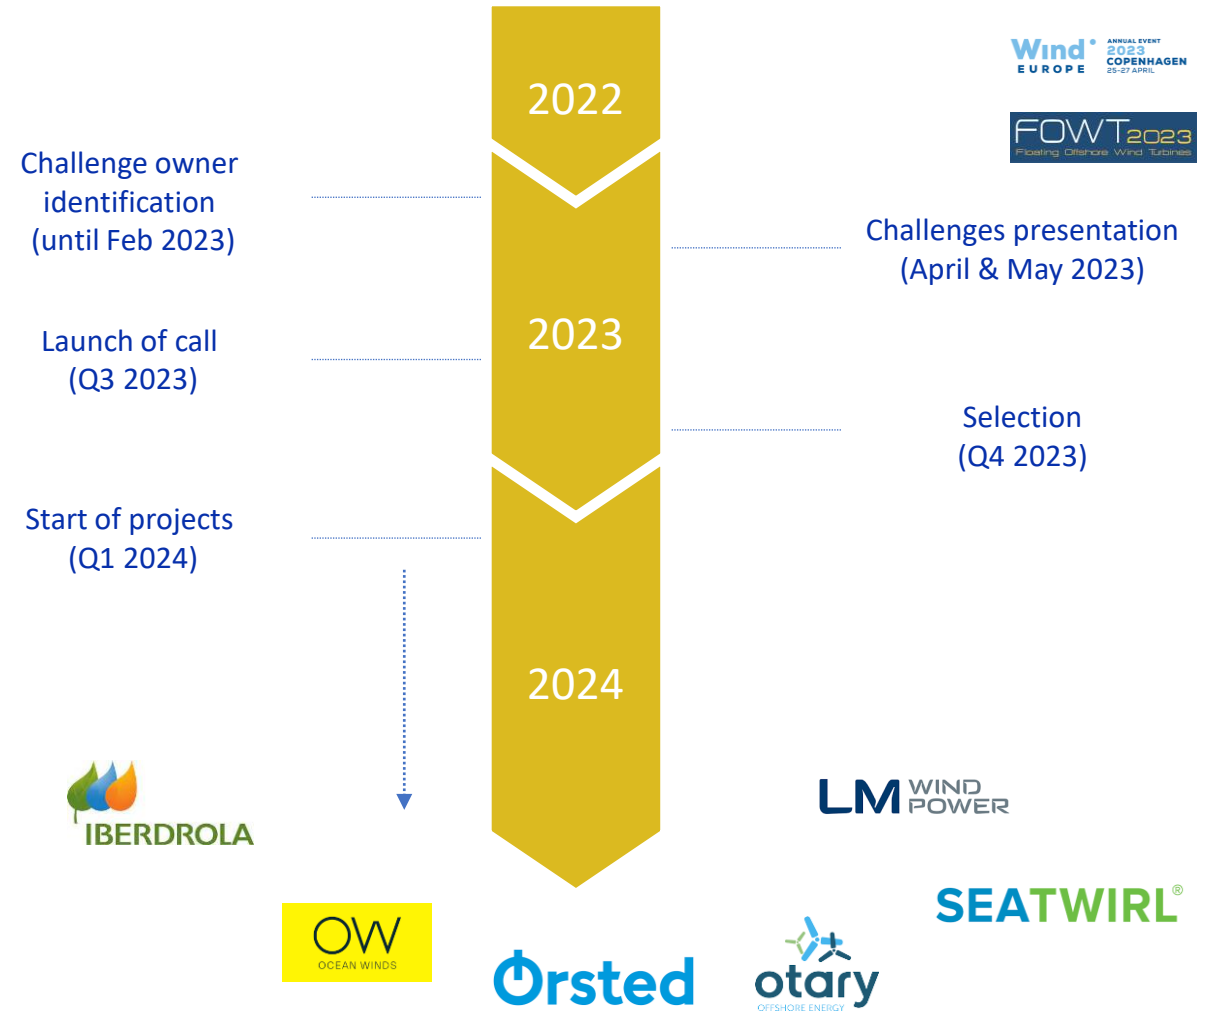 2022
Wind
EUROPE
ANNUAL EVENT
2023
COPENHAGEN
25-27 APRIL
FOWT2023
Floating Offshore Wind Turbines
Challenge owner
identification
(until Feb 2023)
Challenges presentation
(April & May 2023)
2023
Launch of call
(Q3 2023)
Selection
(Q4 2023)
Start of projects
(Q1 2024)
2024
IBERDROLA
LM WIND
POWER
SEATWIRL®
OW
OCEAN WINDS
Ørsted
otary
OFFSHORE ENERGY